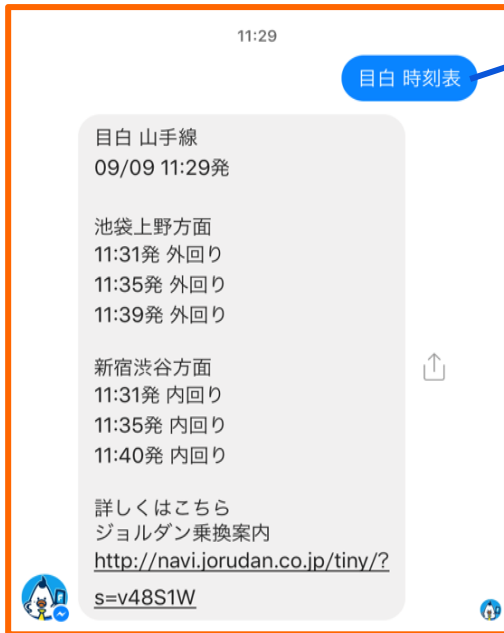 11:29
目白 時刻表
目白 山手線
09/09 11:29発
池袋上野方面
11:31発 外回り
11:35発 外回り
11:39発 外回り
新宿渋谷方面
11:31発 内回り
11:35発 内回り
11:40発 内回り
詳しくはこちら
ジョルダン乗換案内
http://navi.jorudan.co.jp/tiny/?
s=v48S1W